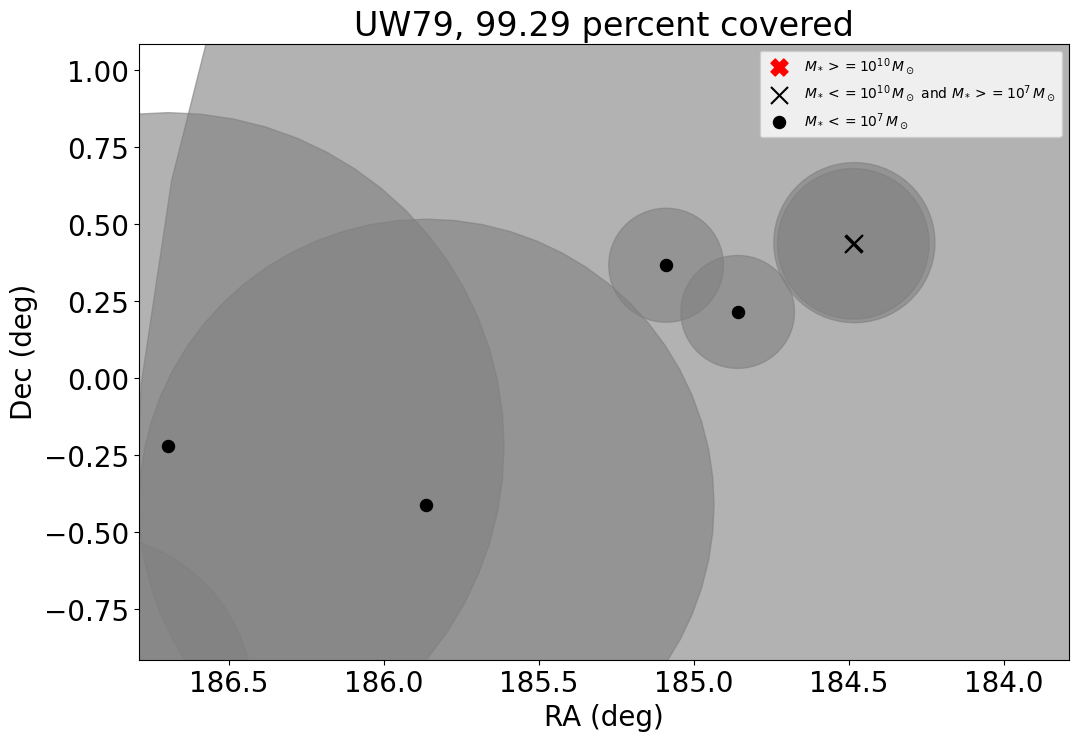 UW79, 99.29 percent covered
M* >= 10^10 M⊙
M* <= 10^10 M⊙ and M* >= 10^7 M⊙
M* <= 10^7 M⊙
1.00
0.75
0.50
0.25
0.00
−0.25
−0.50
−0.75
Dec (deg)
186.5 186.0 185.5 185.0 184.5 184.0
RA (deg)